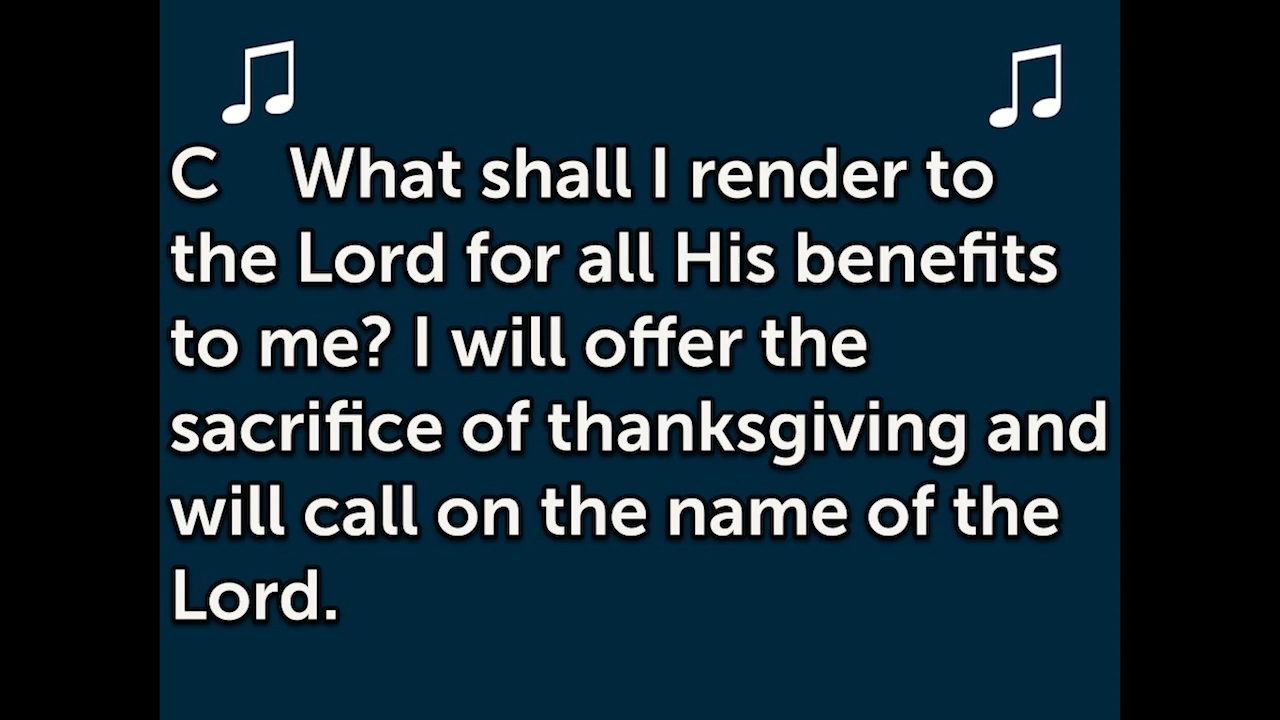 C What shall I render to
the Lord for all His benefits
to me? I will offer the
sacrifice of thanksgiving and
will call on the name of the
Lord.